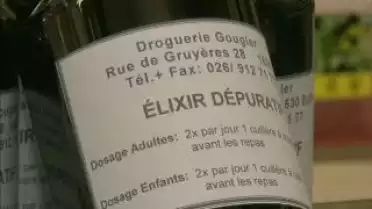 Droguerie Gougler
Rue de Gruyères 28
Tél.+ Fax: 026/ 912
ÉLIXIR DÉPURAT
Dosage Adultes: 2x par jour 1 cuillère à
avant les repas
Dosage Enfants: 2x par jour 1 cuillère à
avant les repas